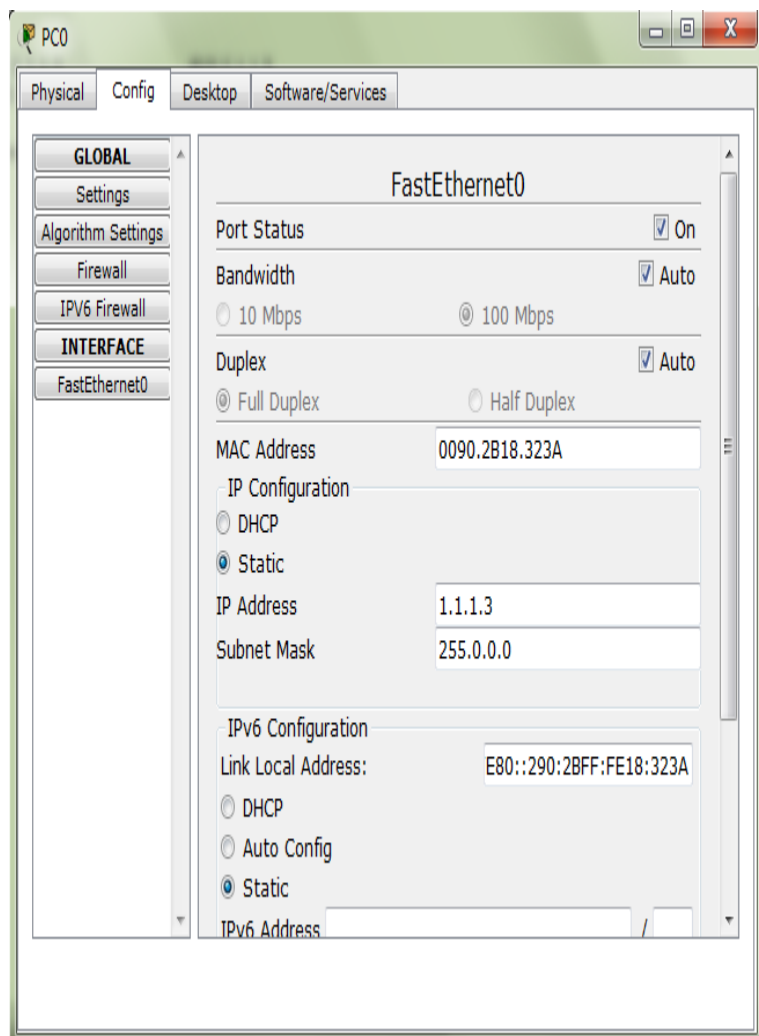 PC0
Physical Config Desktop Software/Services
GLOBAL
Settings
Algorithm Settings
Firewall
IPV6 Firewall
INTERFACE
FastEthernet0
FastEthernet0
Port Status On
Bandwidth Auto
10 Mbps 100 Mbps
Duplex Auto
Full Duplex Half Duplex
MAC Address 0090.2B18.323A
IP Configuration
DHCP
Static
IP Address 1.1.1.3
Subnet Mask 255.0.0.0
IPv6 Configuration
Link Local Address: E80::290:2BFF:FE18:323A
DHCP
Auto Config
Static
IPv6 Address /